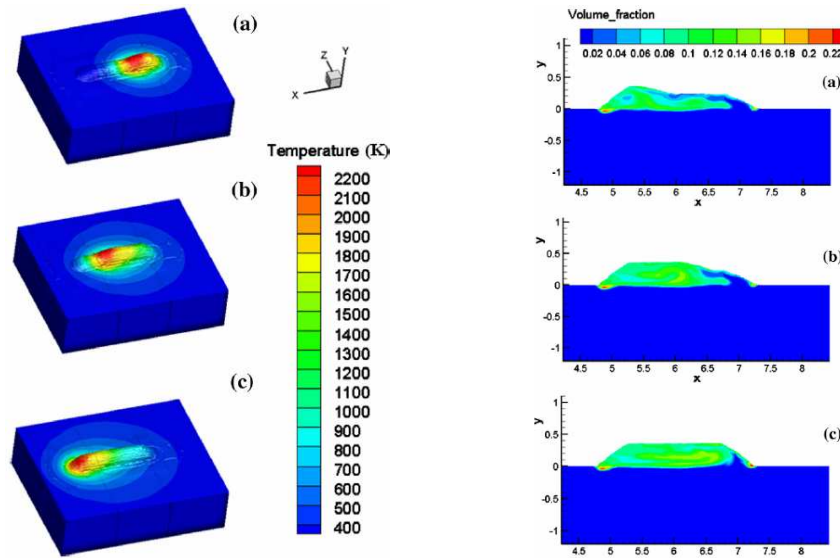 (a)
Z
Y
X
Temperature (K)
2200
2100
2000
1900
1800
1700
1600
1500
1400
1300
1200
1100
1000
900
800
700
600
500
400
(b)
(c)
Volume_fraction
0.02 0.04 0.06 0.08 0.1 0.12 0.14 0.16 0.18 0.2 0.22
(a)
y
1
0.5
0
-0.5
-1
4.5 5 5.5 6 6.5 7 7.5 8
x
(b)
y
1
0.5
0
-0.5
-1
4.5 5 5.5 6 6.5 7 7.5 8
x
(c)
y
1
0.5
0
-0.5
-1
4.5 5 5.5 6 6.5 7 7.5 8
x